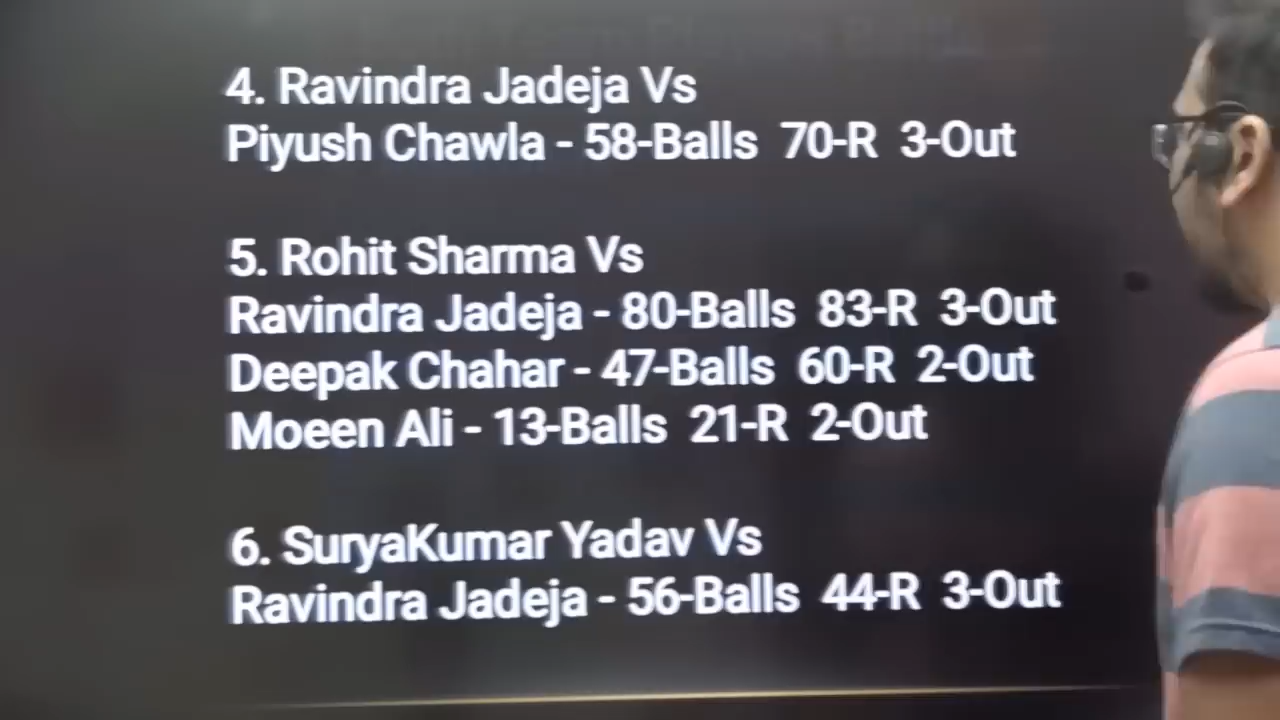 4. Ravindra Jadeja Vs
Piyush Chawla - 58-Balls 70-R 3-Out
5. Rohit Sharma Vs
Ravindra Jadeja - 80-Balls 83-R 3-Out
Deepak Chahar - 47-Balls 60-R 2-Out
Moeen Ali - 13-Balls 21-R 2-Out
6. SuryaKumar Yadav Vs
Ravindra Jadeja - 56-Balls 44-R 3-Out